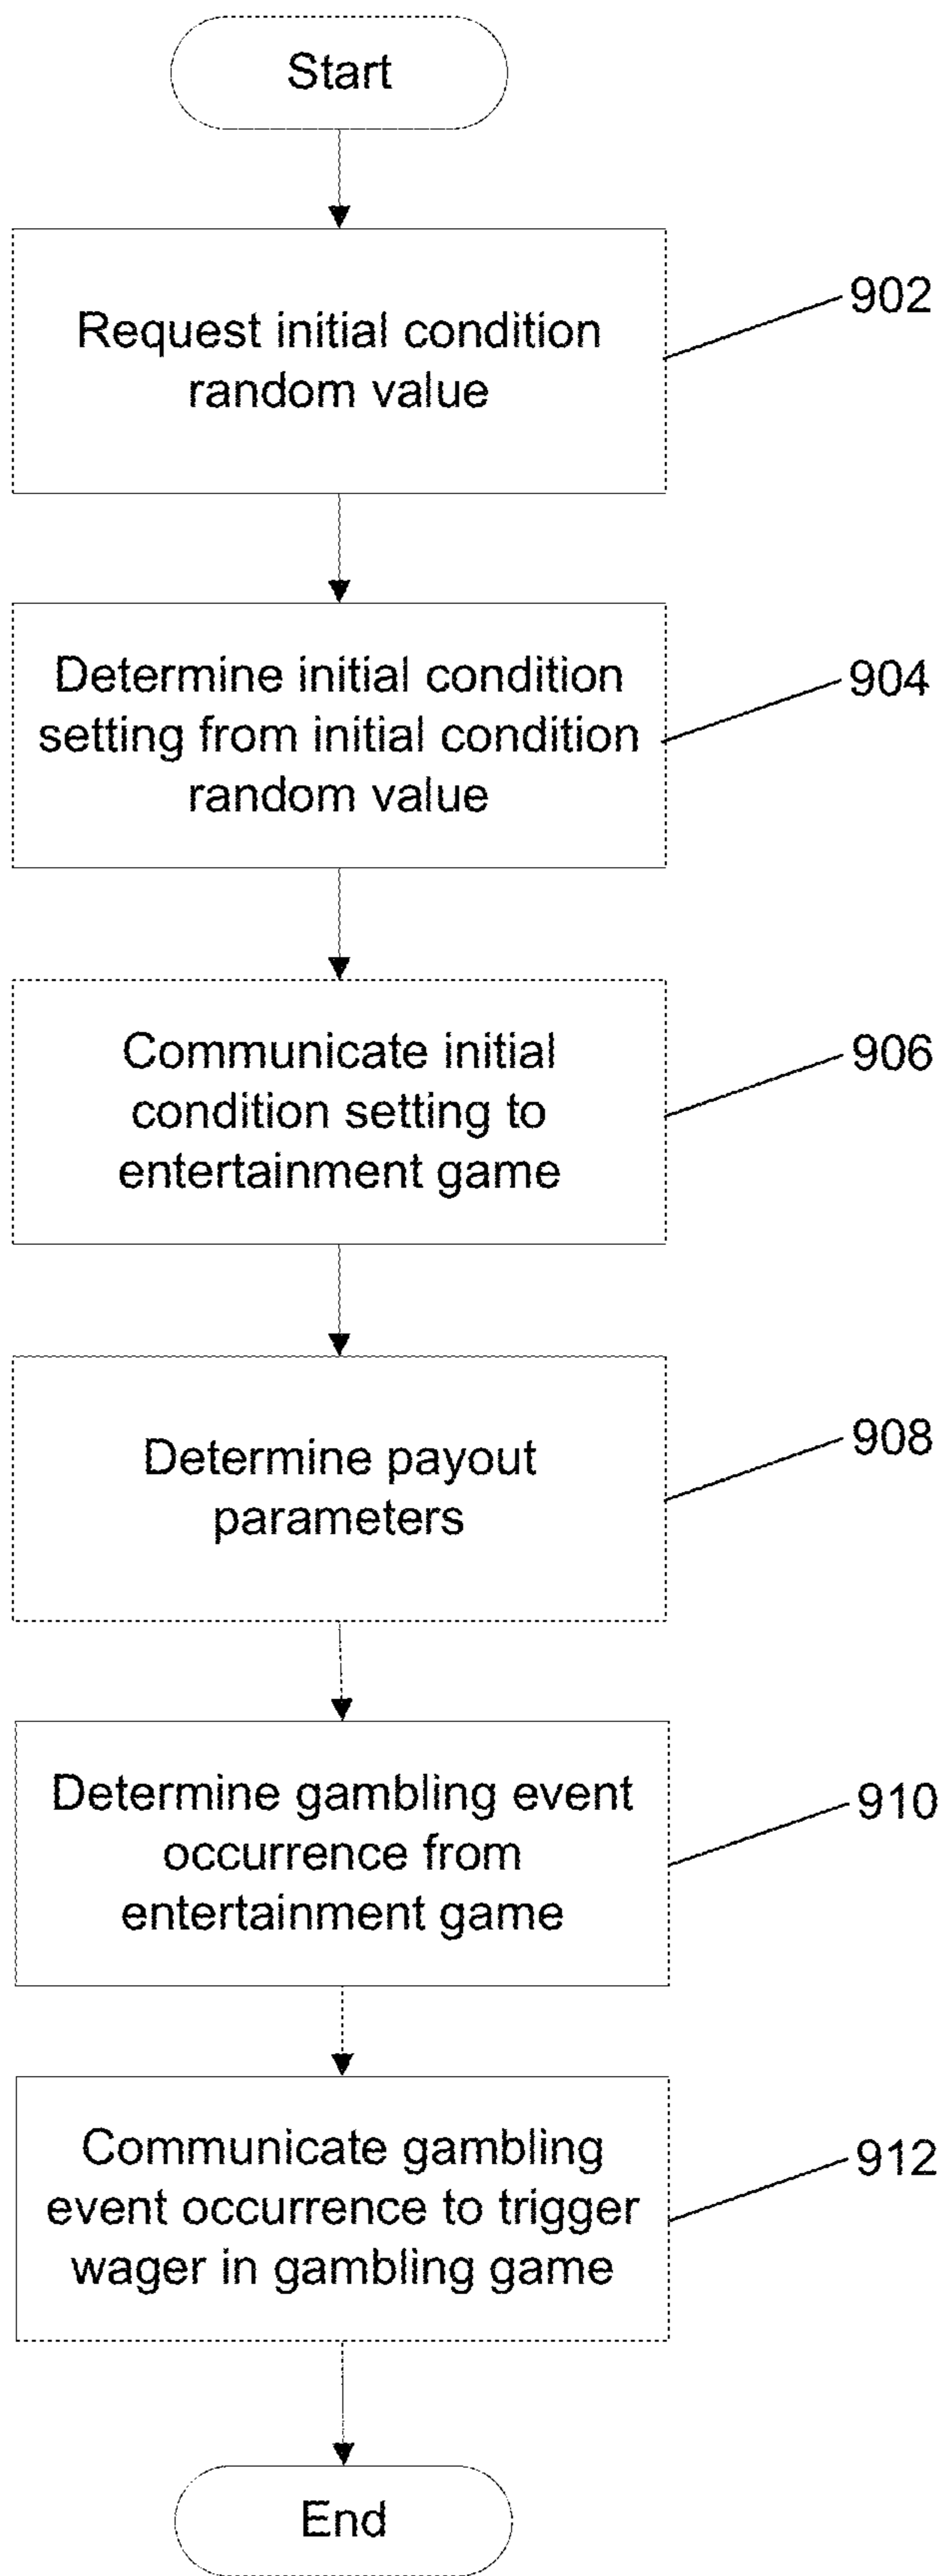 Start
Request initial condition
random value
902
Determine initial condition
setting from initial condition
random value
904
Communicate initial
condition setting to
entertainment game
906
Determine payout
parameters
908
Determine gambling event
occurrence from
entertainment game
910
Communicate gambling
event occurrence to trigger
wager in gambling game
912
End